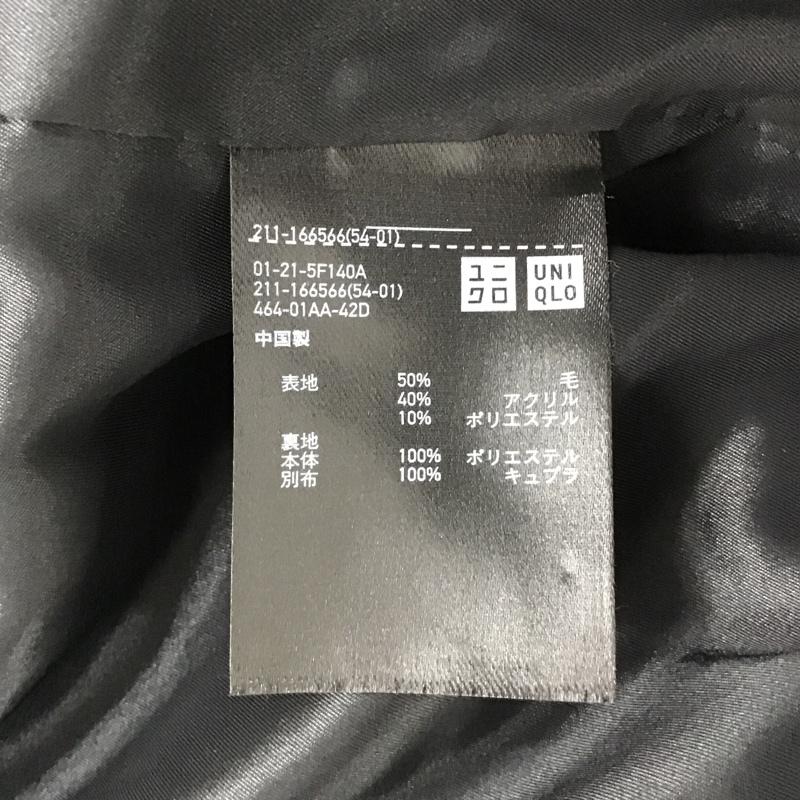 211-166566(54-01)
01-21-5F140A
211-166566(54-01)
464-01AA-42D
ユニクロ
UNIQLO
中国製
表地 50% 毛
40% アクリル
10% ポリエステル
裏地
本体 100% ポリエステル
別布 100% キュプラ